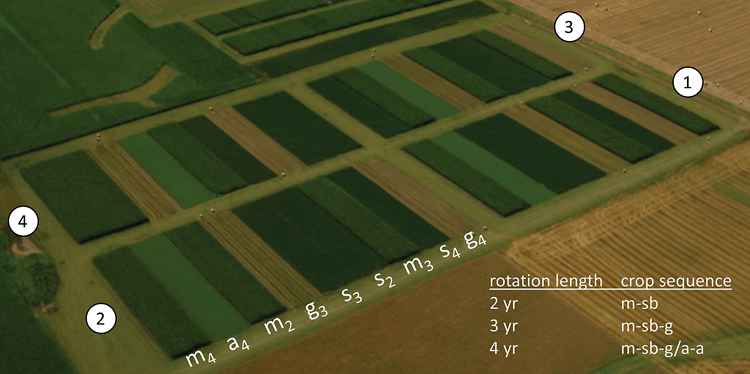 3
1
4
2
m4 a4 m2 g3 s3 s2 m3 s4 g4
rotation length crop sequence
2 yr m-sb
3 yr m-sb-g
4 yr m-sb-g/a-a